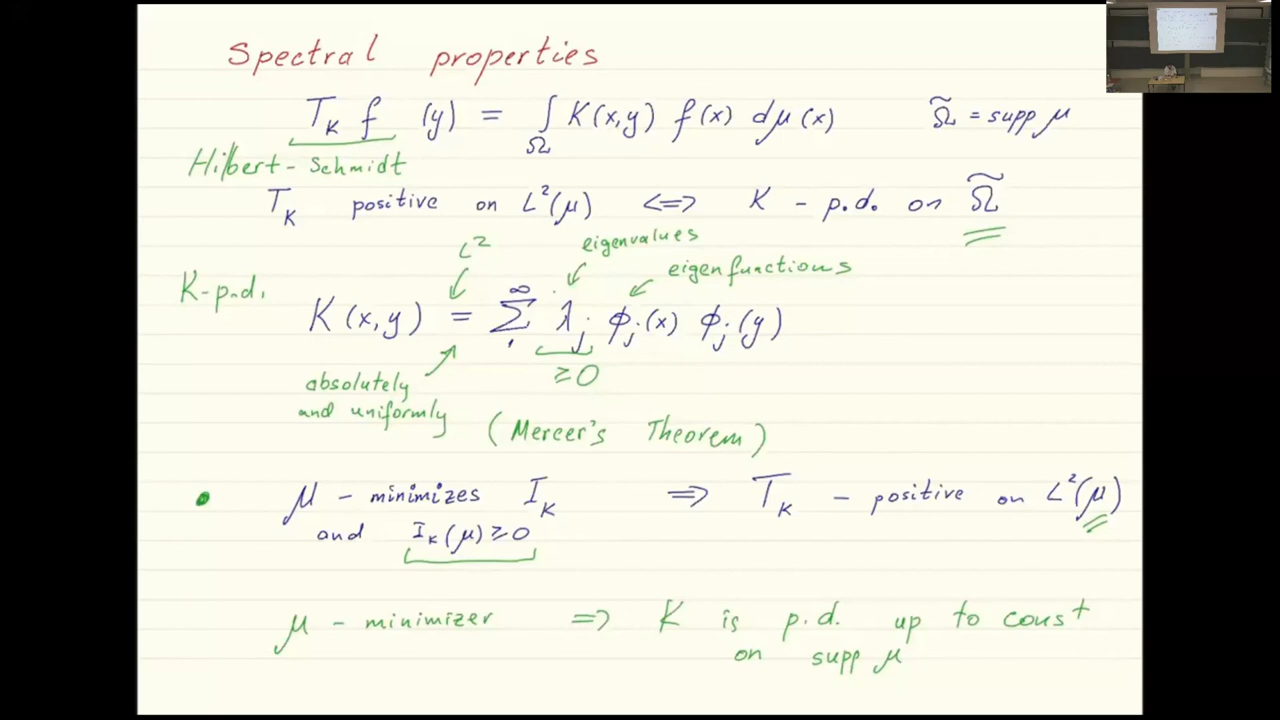 Spectral properties
T_K f (y) = ∫_Ω K(x,y) f(x) dμ(x) Ω̃ = supp μ
Hilbert-Schmidt
T_K positive on L²(μ) <=> K - p.d. on Ω̃
L² eigenvalues
eigenfunctions
K-p.d.
K(x,y) = ∑_1^∞ λ_j ϕ_j(x) ϕ_j(y)
≥0
absolutely
and uniformly
(Mercer's Theorem)
• μ - minimizes I_K => T_K - positive on L²(μ)
and I_K(μ) ≥ 0
μ - minimizer => K is p.d. up to const
on supp μ